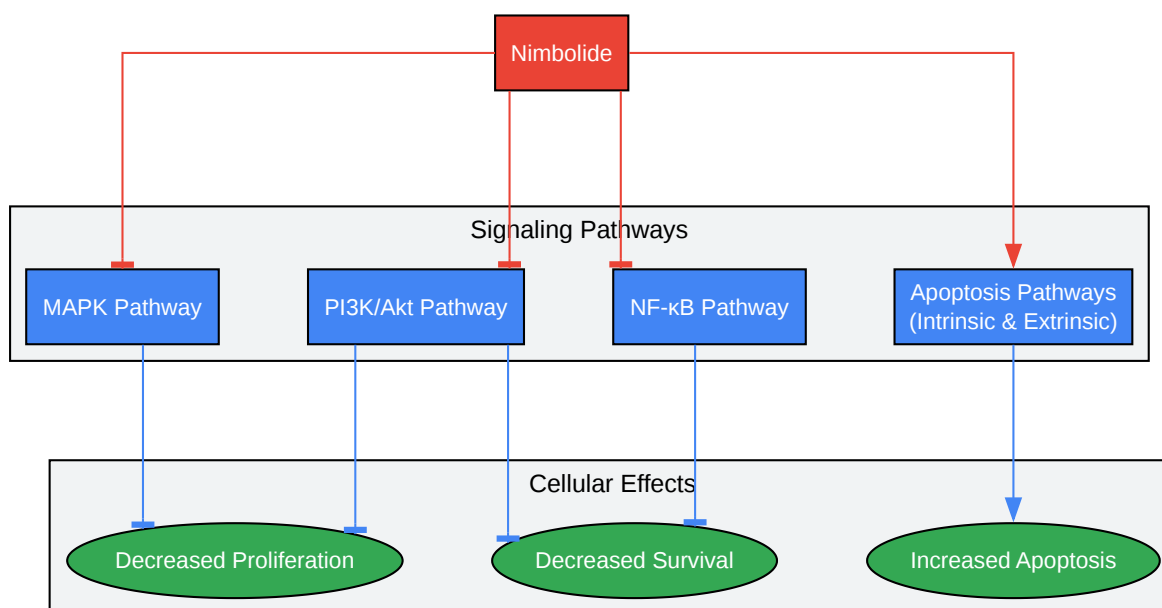 Nimbolide
Signaling Pathways
MAPK Pathway
PI3K/Akt Pathway
NF-κB Pathway
Apoptosis Pathways
(Intrinsic & Extrinsic)
Cellular Effects
Decreased Proliferation
Decreased Survival
Increased Apoptosis